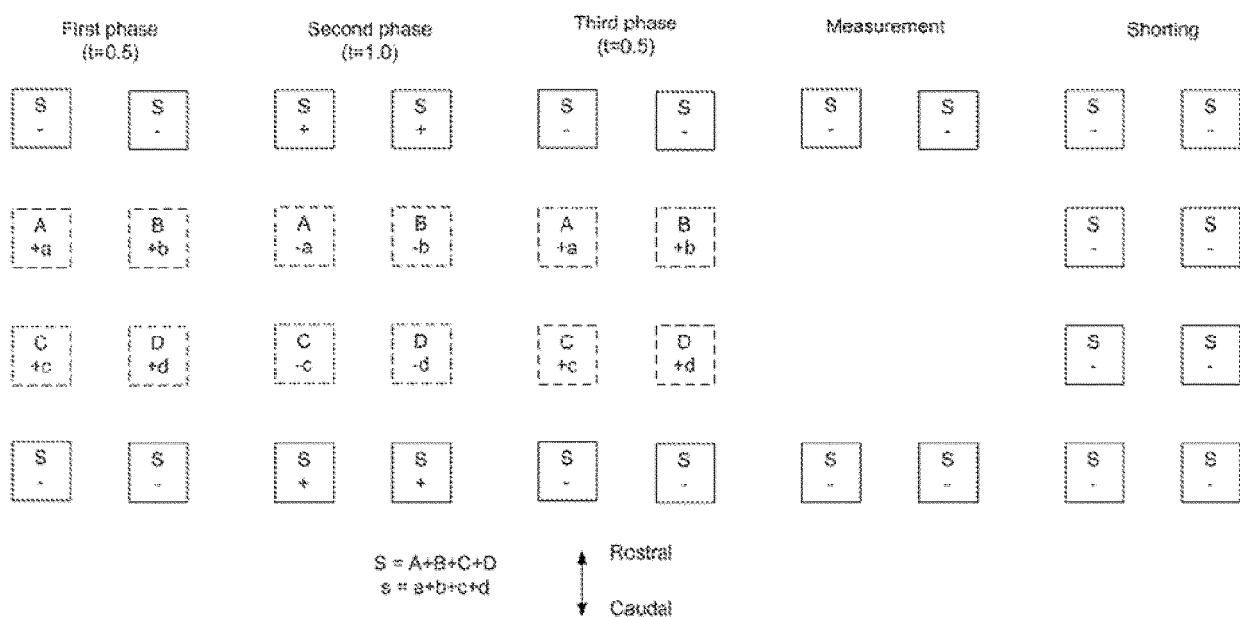 First phase
(t=0.5)
Second phase
(t=1.0)
Third phase
(t=0.5)
Measurement
Shorting
S S S S S S S S S S
- - + + - - - - - -
A B A B A B S S
+a +b -a -b +a +b - -
C D C D C D S S
+c +d -c -d +c +d - -
S S S S S S S S S S
- - + + - - - - - -
S = A+B+C+D
s = a+b+c+d
Rostral
Caudal